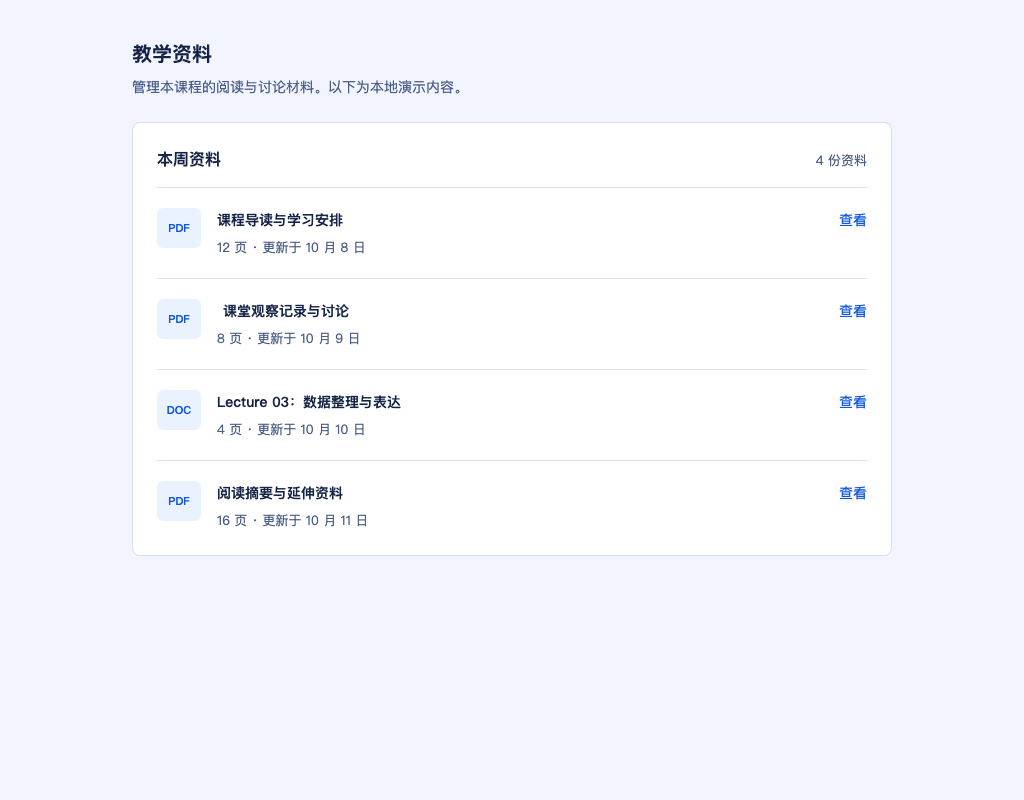 教学资料
管理本课程的阅读与讨论材料。以下为本地演示内容。
本周资料
4 份资料
PDF
课程导读与学习安排
查看
12 页 · 更新于 10 月 8 日
PDF
课堂观察记录与讨论
查看
8 页 · 更新于 10 月 9 日
DOC
Lecture 03：数据整理与表达
查看
4 页 · 更新于 10 月 10 日
PDF
阅读摘要与延伸资料
查看
16 页 · 更新于 10 月 11 日